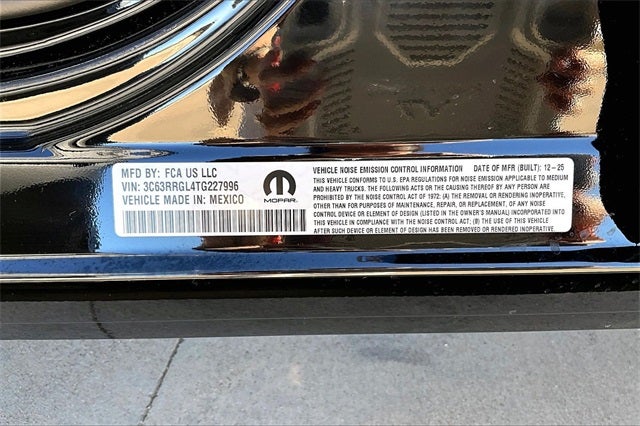 MFD BY: FCA US LLC
VIN: 3C63RRGL4TG227996
VEHICLE MADE IN: MEXICO
MOPAR
VEHICLE NOISE EMISSION CONTROL INFORMATION DATE OF MFR (BUILT): 12-25
THIS VEHICLE CONFORMS TO U.S. EPA REGULATIONS FOR NOISE EMISSION APPLICABLE TO MEDIUM
AND HEAVY TRUCKS. THE FOLLOWING ACTS OR THE CAUSING THEREOF BY ANY PERSON ARE
PROHIBITED BY THE NOISE CONTROL ACT OF 1972: (A) THE REMOVAL OR RENDERING INOPERATIVE,
OTHER THAN FOR PURPOSES OF MAINTENANCE, REPAIR, OR REPLACEMENT, OF ANY NOISE
CONTROL DEVICE OR ELEMENT OF DESIGN (LISTED IN THE OWNER'S MANUAL) INCORPORATED INTO
THIS VEHICLE IN COMPLIANCE WITH THE NOISE CONTROL ACT; (B) THE USE OF THIS VEHICLE
AFTER SUCH DEVICE OR ELEMENT OF DESIGN HAS BEEN REMOVED OR RENDERED INOPERATIVE